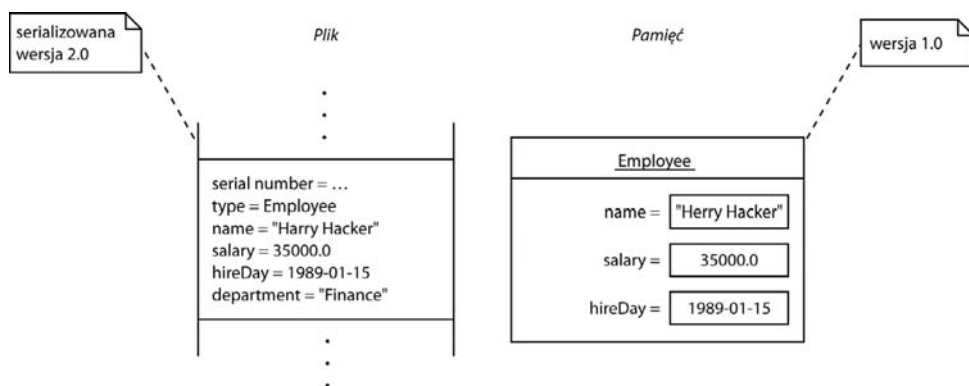 serializowana
wersja 2.0
Plik
Pamięć
wersja 1.0
serial number = ...
type = Employee
name = "Harry Hacker"
salary = 35000.0
hireDay = 1989-01-15
department = "Finance"
Employee
name = "Herry Hacker"
salary = 35000.0
hireDay = 1989-01-15